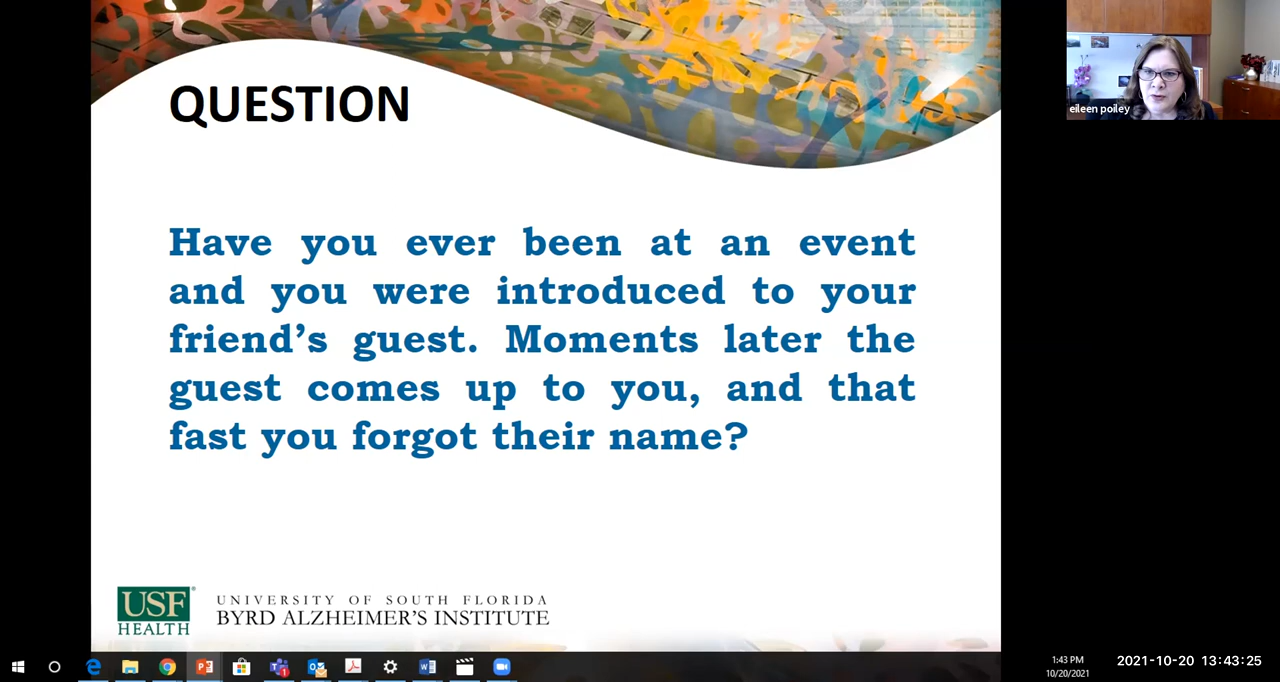 QUESTION
Have you ever been at an event
and you were introduced to your
friend’s guest. Moments later the
guest comes up to you, and that
fast you forgot their name?
eileen poiley
USF
HEALTH
®
UNIVERSITY OF SOUTH FLORIDA
BYRD ALZHEIMER’S INSTITUTE
1:43 PM
10/20/2021
2021-10-20 13:43:25